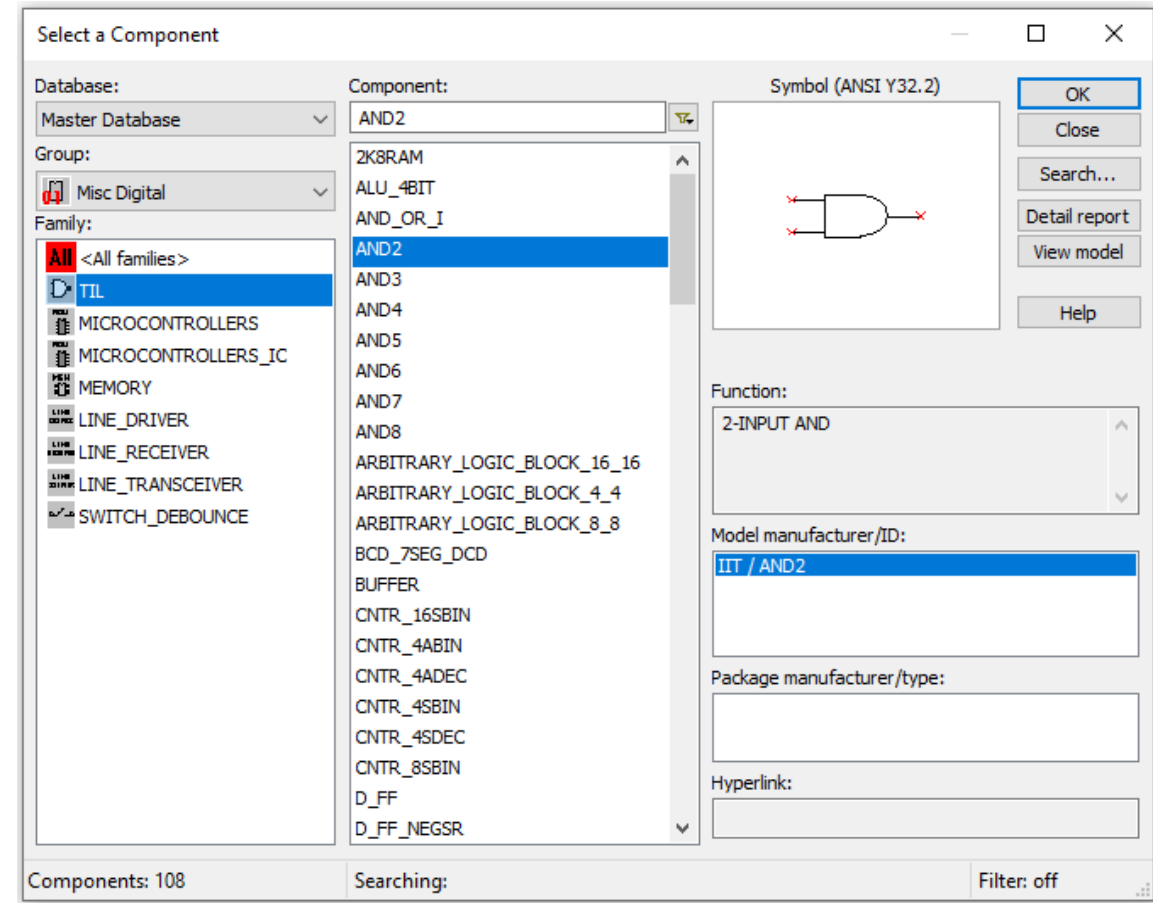 Select a Component
Database:
Master Database
Group:
Misc Digital
Family:
All <All families>
TIL
MICROCONTROLLERS
MICROCONTROLLERS_IC
MEMORY
LINE_DRIVER
LINE_RECEIVER
LINE_TRANSCEIVER
SWITCH_DEBOUNCE
Component:
AND2
2K8RAM
ALU_4BIT
AND_OR_I
AND2
AND3
AND4
AND5
AND6
AND7
AND8
ARBITRARY_LOGIC_BLOCK_16_16
ARBITRARY_LOGIC_BLOCK_4_4
ARBITRARY_LOGIC_BLOCK_8_8
BCD_7SEG_DCD
BUFFER
CNTR_16SBIN
CNTR_4ABIN
CNTR_4ADEC
CNTR_4SBIN
CNTR_4SDEC
CNTR_8SBIN
D_FF
D_FF_NEGSR
Symbol (ANSI Y32.2)
OK
Close
Search...
Detail report
View model
Help
Function:
2-INPUT AND
Model manufacturer/ID:
IIT / AND2
Package manufacturer/type:
Hyperlink:
Components: 108
Searching:
Filter: off